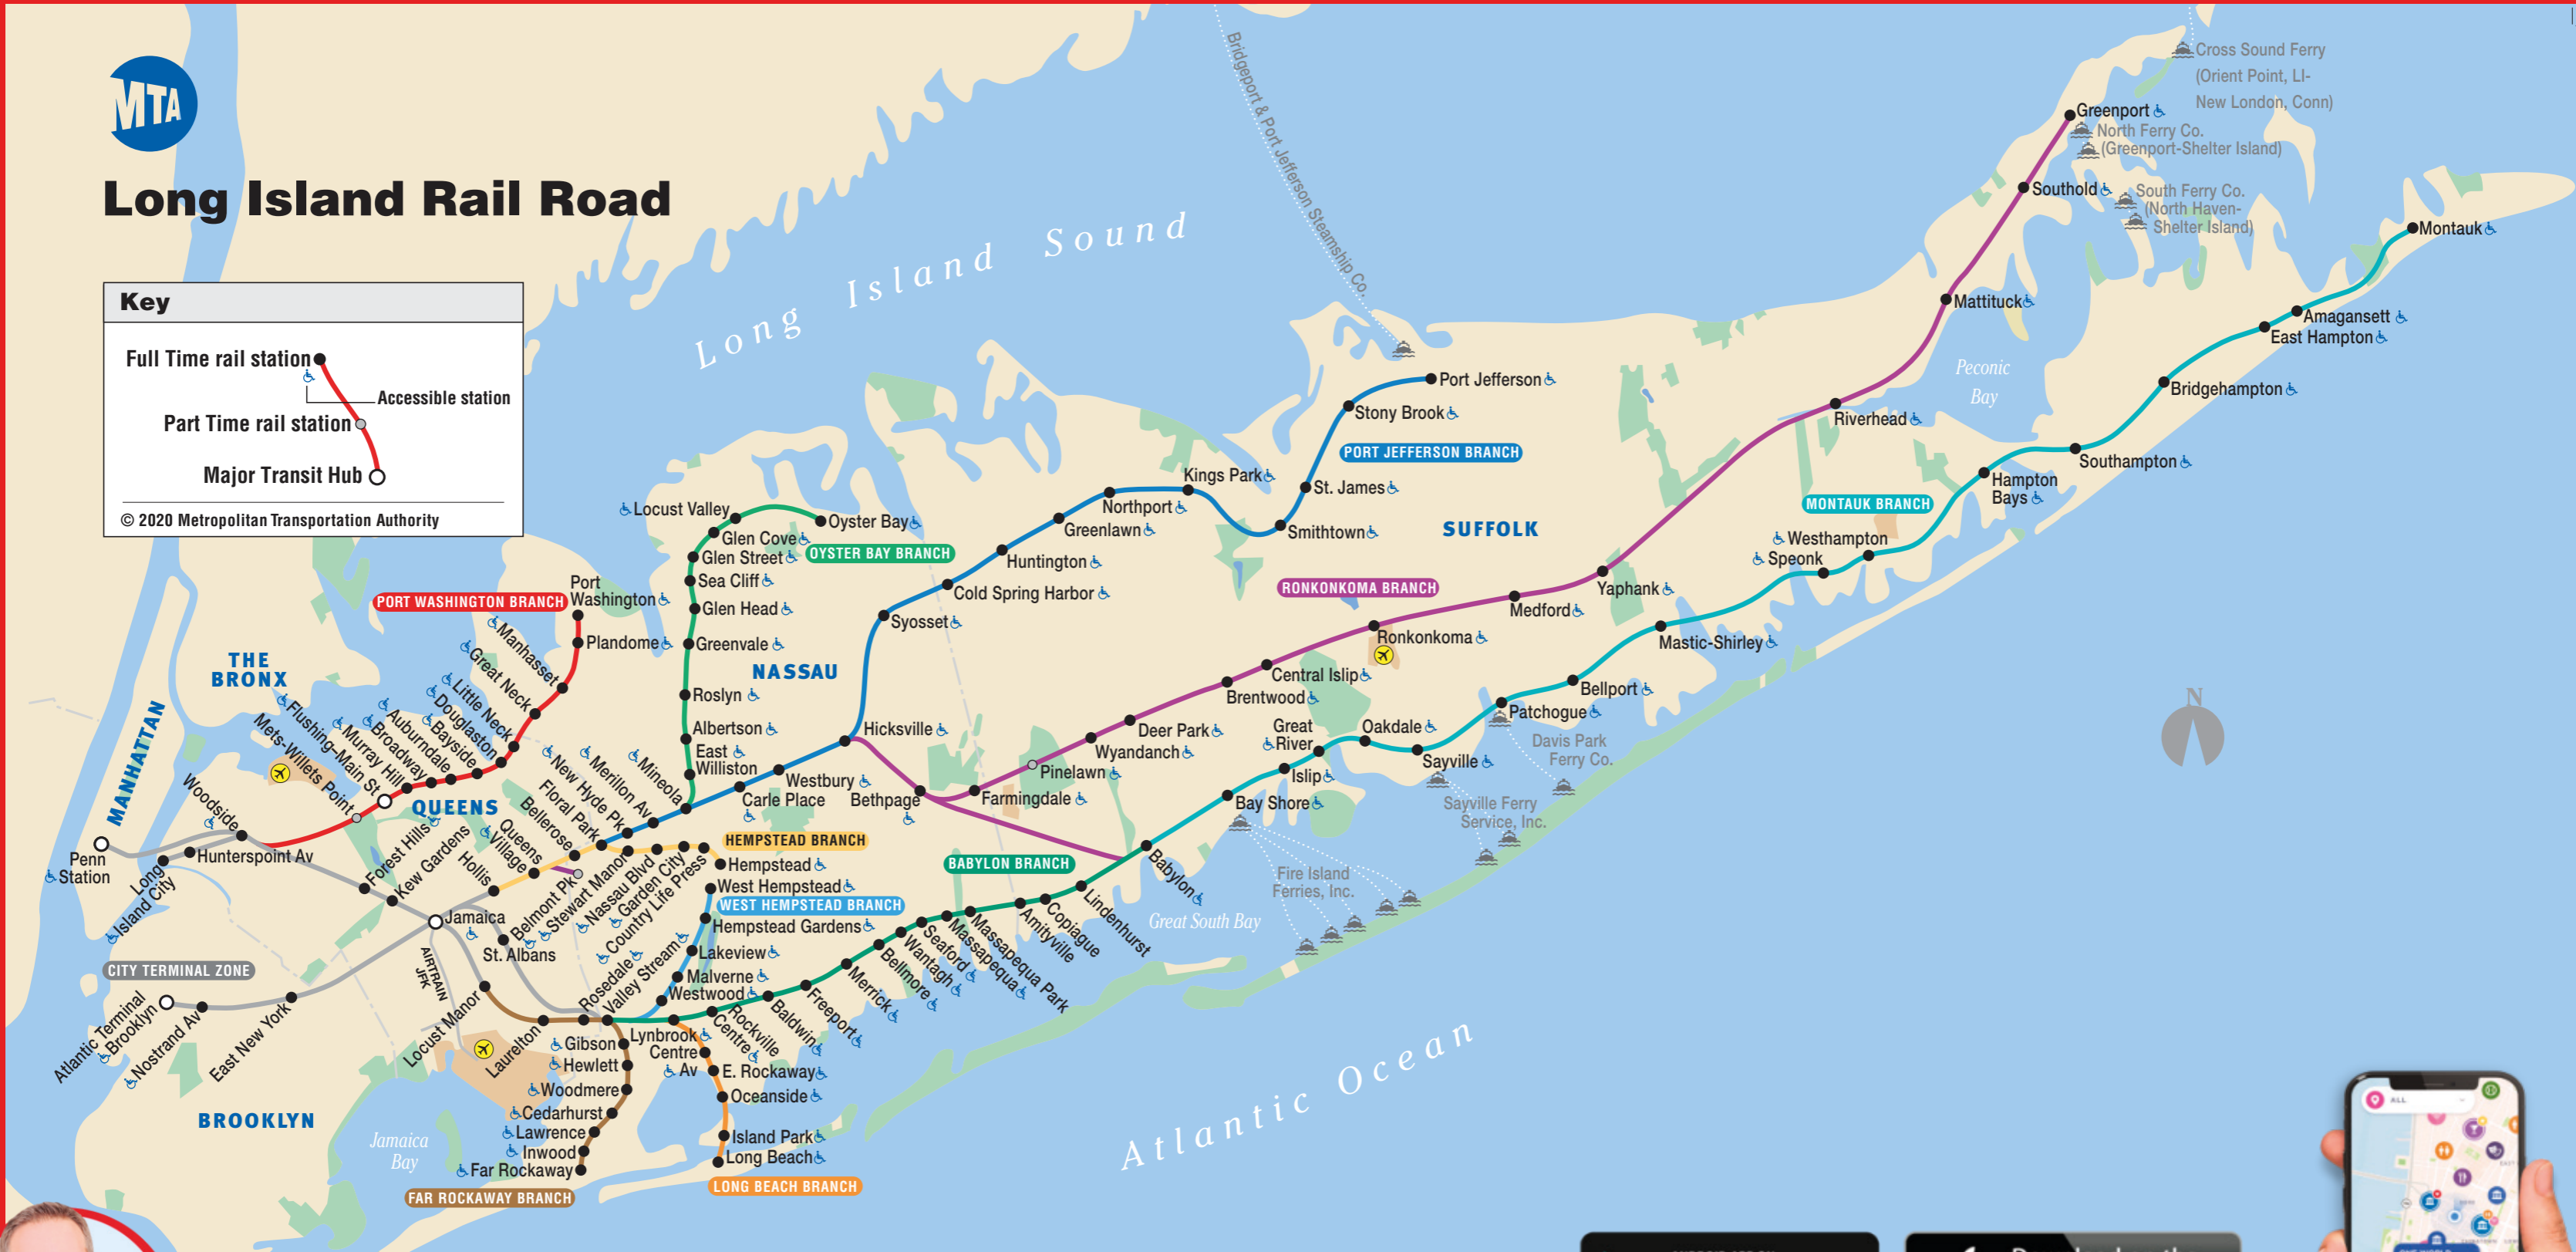 MTA
Long Island Rail Road
Key
Full Time rail station
Accessible station
Part Time rail station
Major Transit Hub
© 2020 Metropolitan Transportation Authority
Long Island Sound
Bridgeport & Port Jefferson Steamship Co.
Cross Sound Ferry
(Orient Point, LI-
New London, Conn)
Greenport
North Ferry Co.
(Greenport-Shelter Island)
Southold
South Ferry Co.
(North Haven-
Shelter Island)
Montauk
Mattituck
Amagansett
East Hampton
Peconic
Bay
Bridgehampton
Riverhead
Southampton
Hampton
Bays
MONTAUK BRANCH
Westhampton
Speonk
Port Jefferson
Stony Brook
PORT JEFFERSON BRANCH
Kings Park
St. James
Northport
Smithtown
Greenlawn
Huntington
Cold Spring Harbor
Syosset
SUFFOLK
RONKONKOMA BRANCH
Yaphank
Medford
Ronkonkoma
Mastic-Shirley
Central Islip
Brentwood
Bellport
Patchogue
Deer Park
Wyandanch
Great
River
Oakdale
Sayville
Davis Park
Ferry Co.
Pinelawn
Islip
Farmingdale
Bay Shore
Sayville Ferry
Service, Inc.
Locust Valley
Oyster Bay
Glen Cove
OYSTER BAY BRANCH
Glen Street
Sea Cliff
Glen Head
Greenvale
NASSAU
Roslyn
Albertson
East
Williston
Hicksville
Westbury
Carle Place
Bethpage
PORT WASHINGTON BRANCH
Port
Washington
Plandome
Manhasset
Great Neck
Little Neck
Douglaston
Bayside
Auburndale
Broadway
Murray Hill
Flushing-Main St
Mets-Willets Point
THE
BRONX
MANHATTAN
QUEENS
Woodside
Penn
Station
Hunterspoint Av
Long
Island City
Forest Hills
Kew Gardens
Mineola
Merillon Av
New Hyde Pk
Floral Park
Bellerose
Queens
Village
Hollis
HEMPSTEAD BRANCH
Hempstead
Belmont Pk
Stewart Manor
Nassau Blvd
Garden City
Country Life Press
West Hempstead
WEST HEMPSTEAD BRANCH
Hempstead Gardens
Lakeview
Malverne
Westwood
Jamaica
St. Albans
AIRTRAIN
JFK
CITY TERMINAL ZONE
Atlantic Terminal
Brooklyn
Nostrand Av
East New York
BROOKLYN
Locust Manor
Laurelton
Rosedale
Valley Stream
Lynbrook
Gibson
Hewlett
Woodmere
Cedarhurst
Lawrence
Inwood
Far Rockaway
FAR ROCKAWAY BRANCH
Jamaica
Bay
Centre
Av
E. Rockaway
Oceanside
Island Park
Long Beach
LONG BEACH BRANCH
BABYLON BRANCH
Rockville
Centre
Baldwin
Freeport
Merrick
Bellmore
Wantagh
Seaford
Massapequa
Massapequa Park
Amityville
Copiague
Lindenhurst
Babylon
Great South Bay
Fire Island
Ferries, Inc.
Atlantic Ocean
N
ALL